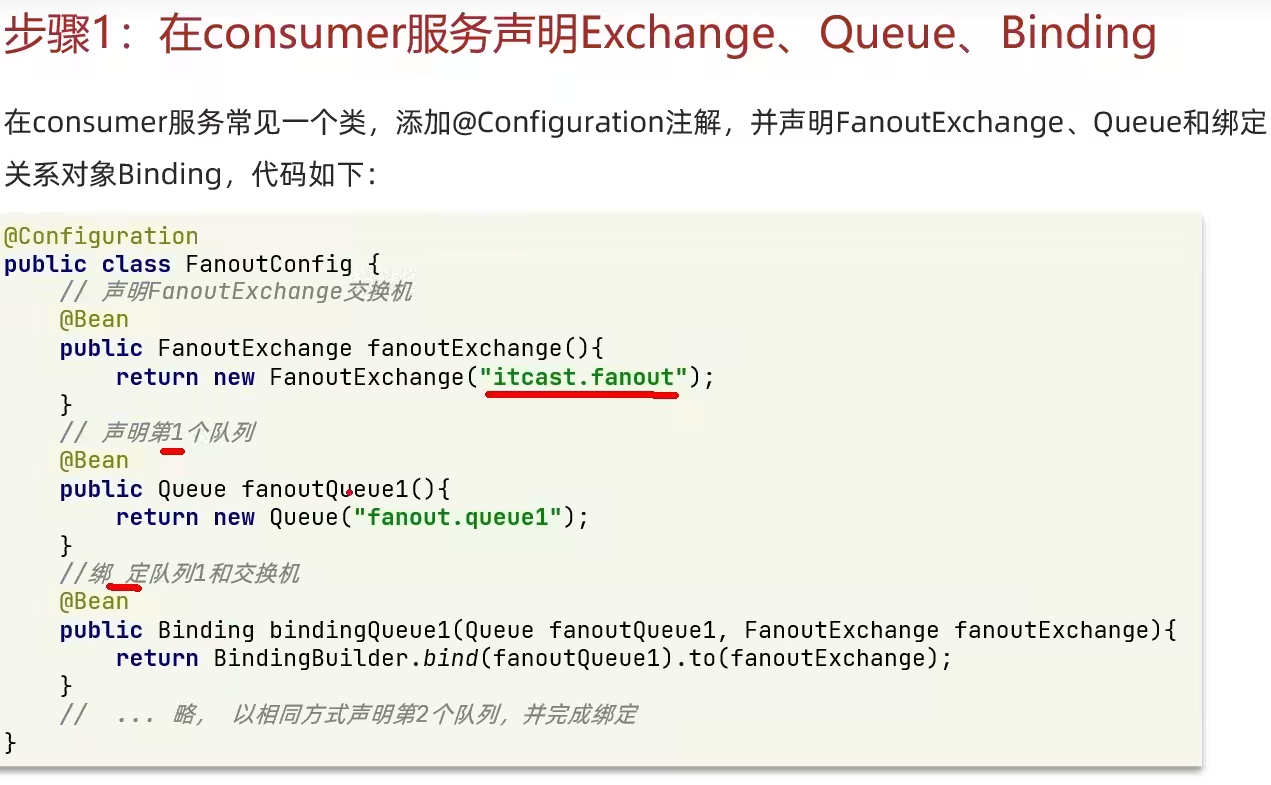 步骤1：在consumer服务声明Exchange、Queue、Binding
在consumer服务常见一个类，添加@Configuration注解，并声明FanoutExchange、Queue和绑定
关系对象Binding，代码如下：
@Configuration
public class FanoutConfig {
// 声明FanoutExchange交换机
@Bean
public FanoutExchange fanoutExchange(){
return new FanoutExchange("itcast.fanout");
}
// 声明第1个队列
@Bean
public Queue fanoutQueue1(){
return new Queue("fanout.queue1");
}
//绑 定队列1和交换机
@Bean
public Binding bindingQueue1(Queue fanoutQueue1, FanoutExchange fanoutExchange){
return BindingBuilder.bind(fanoutQueue1).to(fanoutExchange);
}
// ... 略， 以相同方式声明第2个队列，并完成绑定
}